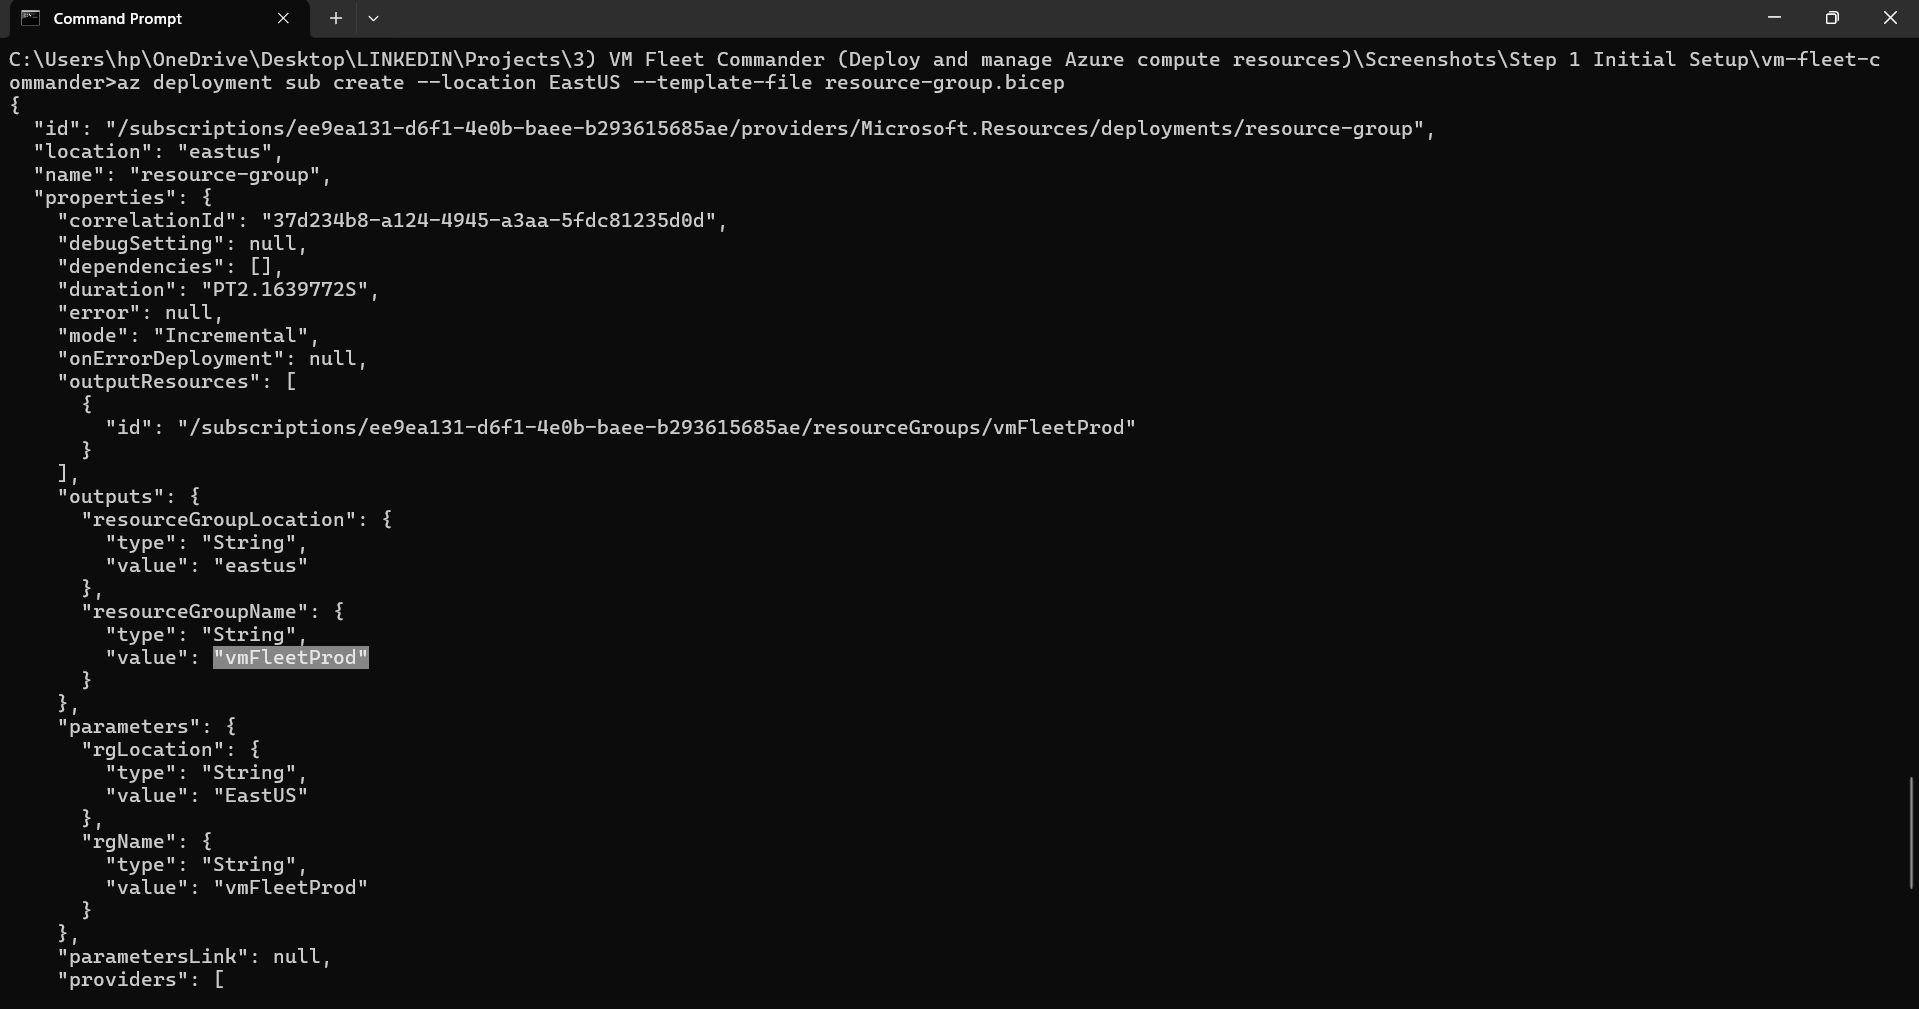 Command Prompt
C:\Users\hp\OneDrive\Desktop\LINKEDIN\Projects\3) VM Fleet Commander (Deploy and manage Azure compute resources)\Screenshots\Step 1 Initial Setup\vm-fleet-c
ommander>az deployment sub create --location EastUS --template-file resource-group.bicep
{
  "id": "/subscriptions/ee9ea131-d6f1-4e0b-baee-b293615685ae/providers/Microsoft.Resources/deployments/resource-group",
  "location": "eastus",
  "name": "resource-group",
  "properties": {
    "correlationId": "37d234b8-a124-4945-a3aa-5fdc81235d0d",
    "debugSetting": null,
    "dependencies": [],
    "duration": "PT2.1639772S",
    "error": null,
    "mode": "Incremental",
    "onErrorDeployment": null,
    "outputResources": [
      {
        "id": "/subscriptions/ee9ea131-d6f1-4e0b-baee-b293615685ae/resourceGroups/vmFleetProd"
      }
    ],
    "outputs": {
      "resourceGroupLocation": {
        "type": "String",
        "value": "eastus"
      },
      "resourceGroupName": {
        "type": "String",
        "value": "vmFleetProd"
      }
    },
    "parameters": {
      "rgLocation": {
        "type": "String",
        "value": "EastUS"
      },
      "rgName": {
        "type": "String",
        "value": "vmFleetProd"
      }
    },
    "parametersLink": null,
    "providers": [